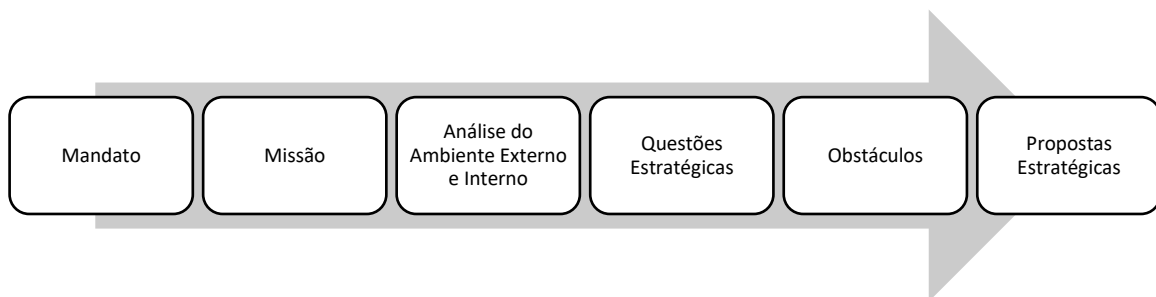 Mandato
Missão
Análise do
Ambiente Externo
e Interno
Questões
Estratégicas
Obstáculos
Propostas
Estratégicas